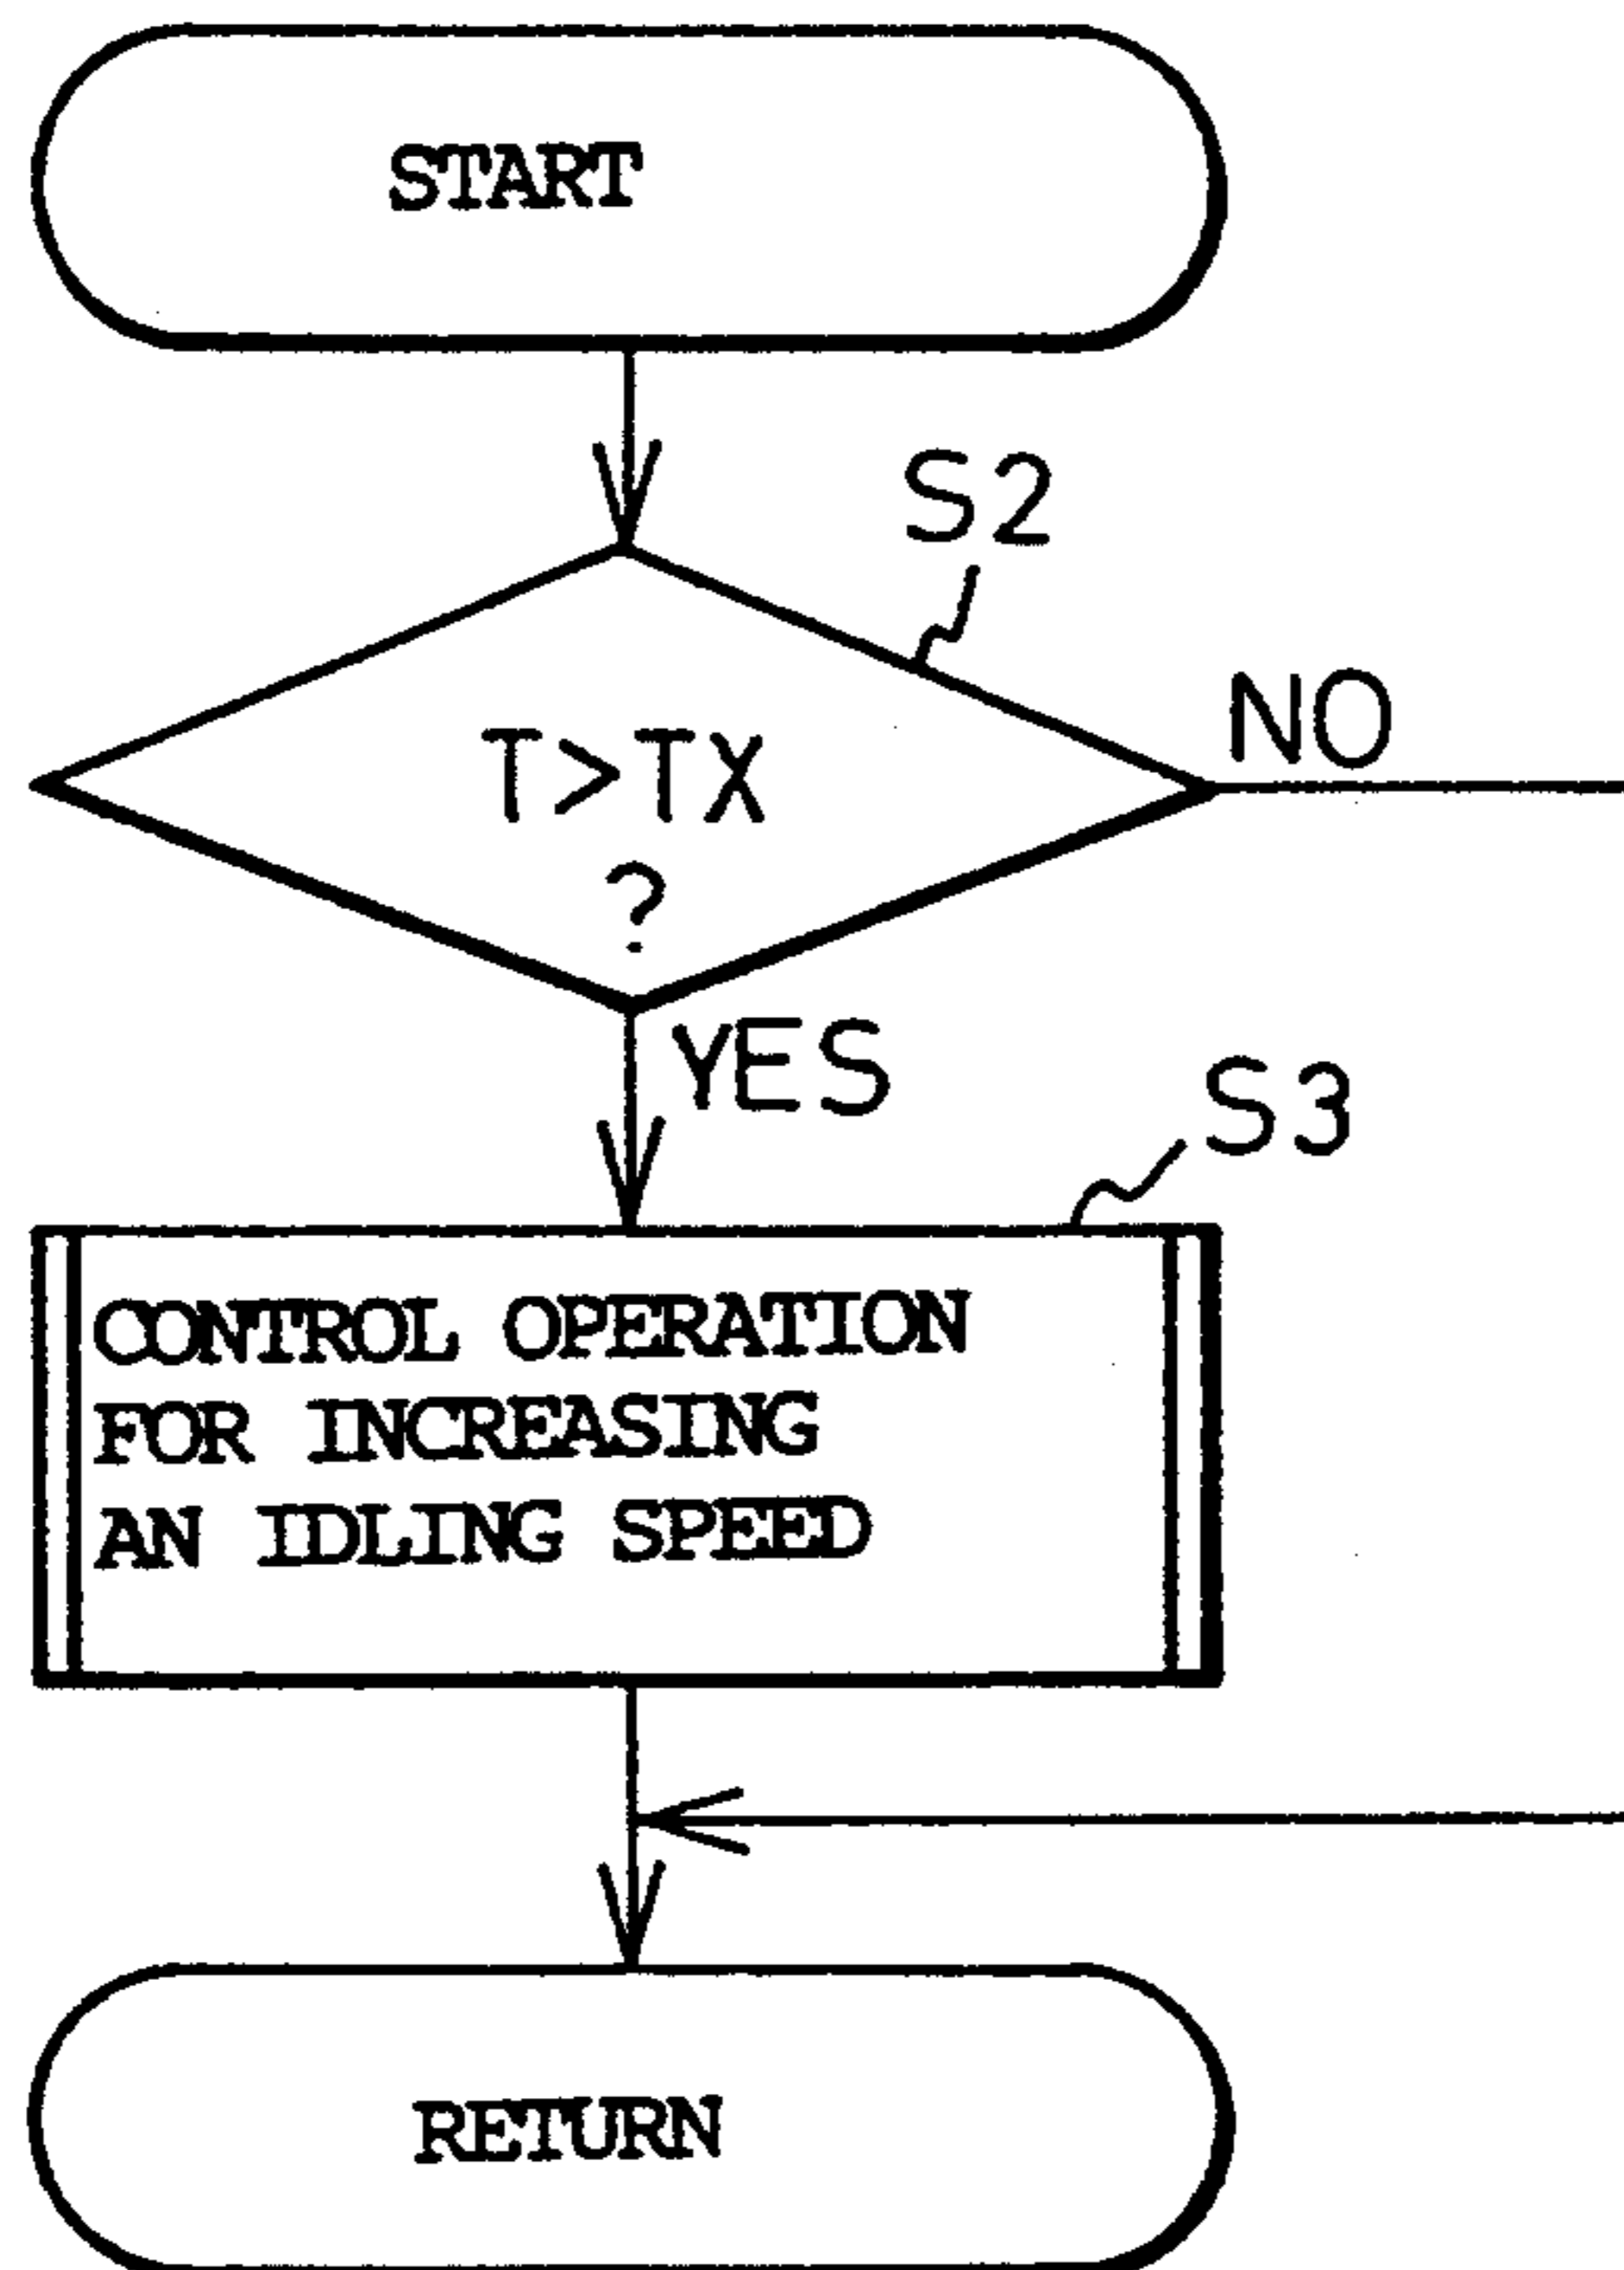 START
S2
T>TX
?
NO
YES
S3
CONTROL OPERATION
FOR INCREASING
AN IDLING SPEED
RETURN